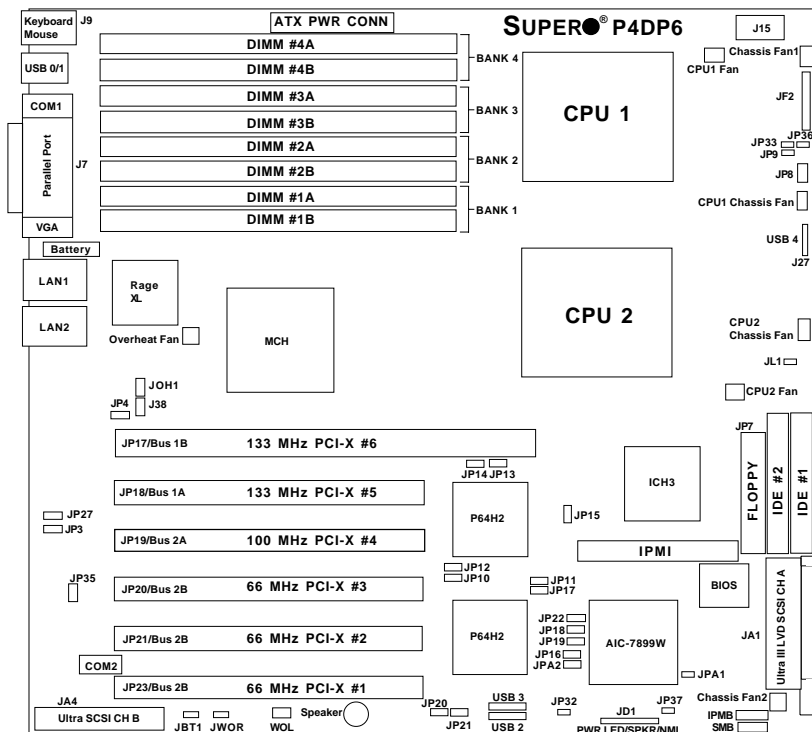 Keyboard
Mouse
J9
ATX PWR CONN
SUPER ® P4DP6
J15
Chassis Fan1
CPU1 Fan
USB 0/1
DIMM #4A
DIMM #4B
BANK 4
DIMM #3A
DIMM #3B
BANK 3
DIMM #2A
DIMM #2B
BANK 2
DIMM #1A
DIMM #1B
BANK 1
CPU 1
JF2
JP36
JP33
JP9
JP8
CPU1 Chassis Fan
USB 4
J27
COM1
Parallel Port
J7
VGA
Battery
LAN1
LAN2
Rage
XL
Overheat Fan
MCH
CPU 2
CPU2
Chassis Fan
JL1
CPU2 Fan
JOH1
J38
JP4
JP7
JP17/Bus 1B 133 MHz PCI-X #6
JP14 JP13
JP18/Bus 1A 133 MHz PCI-X #5
JP27
JP3
JP19/Bus 2A 100 MHz PCI-X #4
P64H2
JP15
ICH3
FLOPPY
IDE #2
IDE #1
IPMI
JP12
JP10
JP11
JP17
BIOS
JP35
JP20/Bus 2B 66 MHz PCI-X #3
JP21/Bus 2B 66 MHz PCI-X #2
P64H2
JP22
JP18
JP19
JP16
JPA2
AIC-7899W
JA1
Ultra III LVD SCSI CH A
JPA1
COM2
JP23/Bus 2B 66 MHz PCI-X #1
JA4
Ultra SCSI CH B
JBT1
JWOR
WOL
Speaker
JP20
JP21
USB 3
USB 2
JP32
JD1
PWR LED/SPKR/NMI
JP37
Chassis Fan2
IPMB
SMB